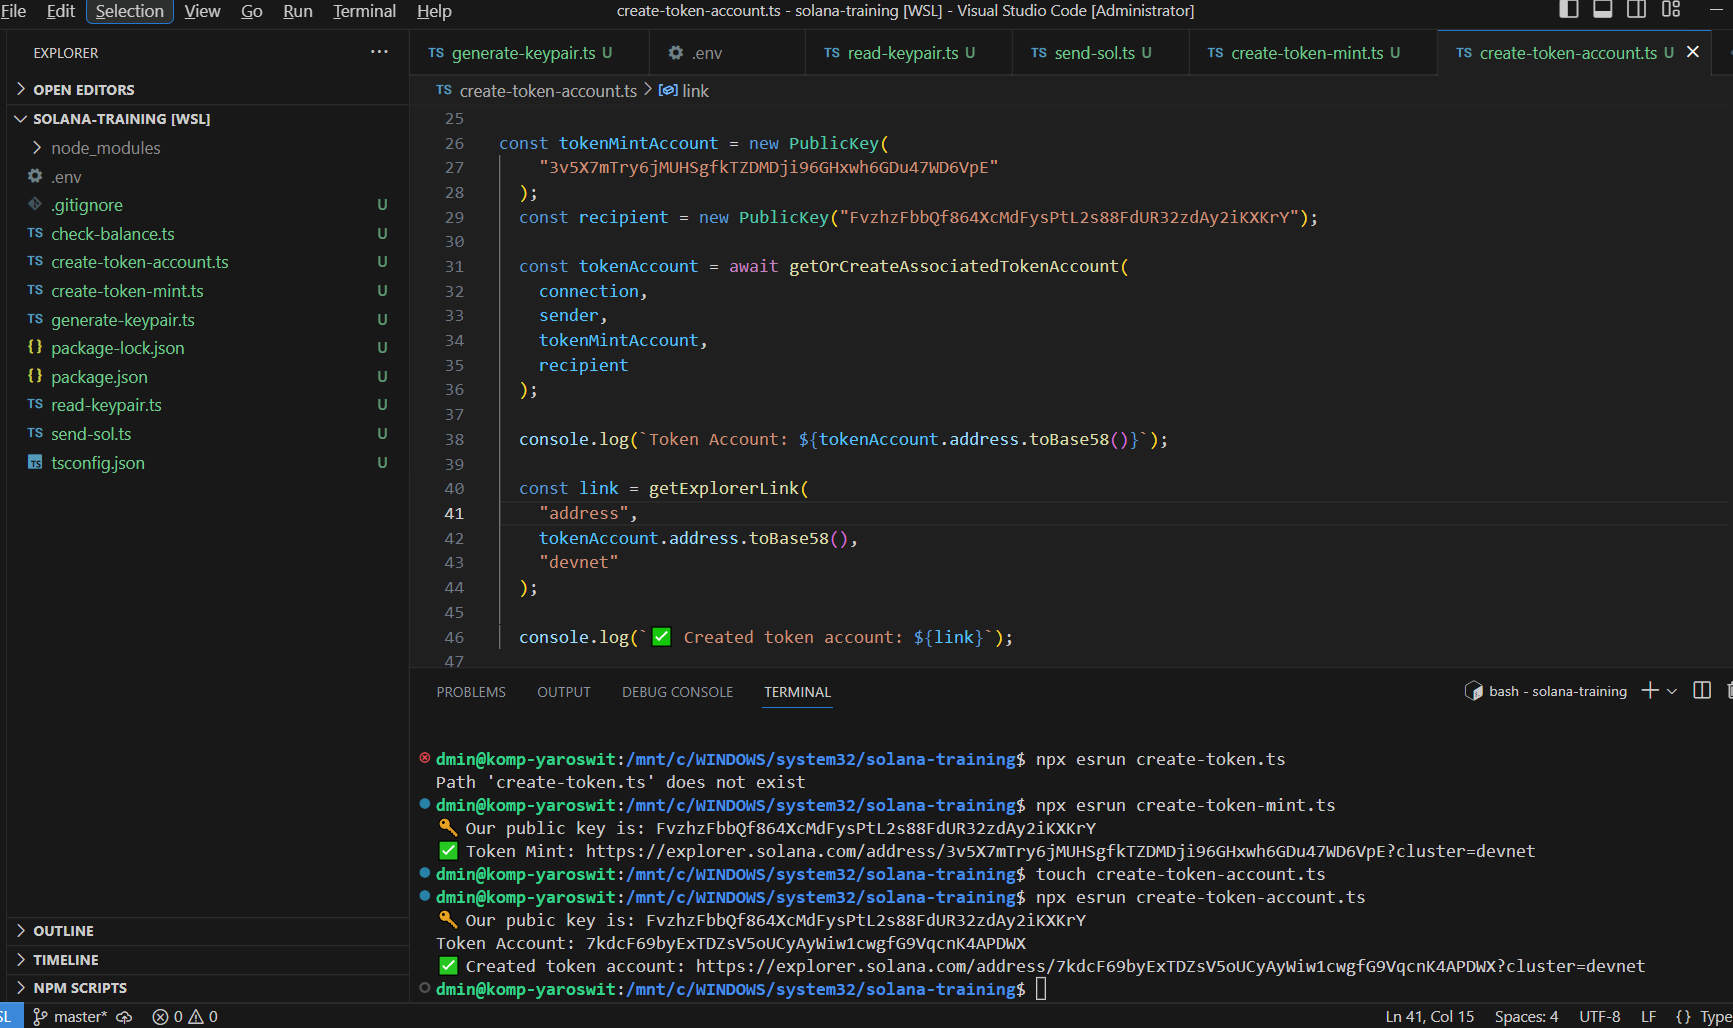 File Edit Selection View Go Run Terminal Help
create-token-account.ts - solana-training [WSL] - Visual Studio Code [Administrator]
EXPLORER ···
OPEN EDITORS
SOLANA-TRAINING [WSL]
node_modules
.env
.gitignore U
TS check-balance.ts U
TS create-token-account.ts U
TS create-token-mint.ts U
TS generate-keypair.ts U
{} package-lock.json U
{} package.json U
TS read-keypair.ts U
TS send-sol.ts U
TS tsconfig.json U
OUTLINE
TIMELINE
NPM SCRIPTS
TS generate-keypair.ts U .env TS read-keypair.ts U TS send-sol.ts U TS create-token-mint.ts U TS create-token-account.ts U
TS create-token-account.ts > link
25
26 const tokenMintAccount = new PublicKey(
27 "3v5X7mTry6jMUHSgfkTZDMDji96GHxwh6GDu47WD6VpE"
28 );
29 const recipient = new PublicKey("FvzhzFbbQf864XcMdFysPtL2s88FdUR32zdAy2iKXKrY");
30
31 const tokenAccount = await getOrCreateAssociatedTokenAccount(
32 connection,
33 sender,
34 tokenMintAccount,
35 recipient
36 );
37
38 console.log(`Token Account: ${tokenAccount.address.toBase58()}`);
39
40 const link = getExplorerLink(
41 "address",
42 tokenAccount.address.toBase58(),
43 "devnet"
44 );
45
46 console.log(`✅ Created token account: ${link}`);
47
PROBLEMS OUTPUT DEBUG CONSOLE TERMINAL
bash - solana-training
dmin@komp-yaroswit:/mnt/c/WINDOWS/system32/solana-training$ npx esrun create-token.ts
Path 'create-token.ts' does not exist
dmin@komp-yaroswit:/mnt/c/WINDOWS/system32/solana-training$ npx esrun create-token-mint.ts
🔑 Our public key is: FvzhzFbbQf864XcMdFysPtL2s88FdUR32zdAy2iKXKrY
✅ Token Mint: https://explorer.solana.com/address/3v5X7mTry6jMUHSgfkTZDMDji96GHxwh6GDu47WD6VpE?cluster=devnet
dmin@komp-yaroswit:/mnt/c/WINDOWS/system32/solana-training$ touch create-token-account.ts
dmin@komp-yaroswit:/mnt/c/WINDOWS/system32/solana-training$ npx esrun create-token-account.ts
🔑 Our pubic key is: FvzhzFbbQf864XcMdFysPtL2s88FdUR32zdAy2iKXKrY
Token Account: 7kdcF69byExTDZsV5oUCyAyWiw1cwgfG9VqcnK4APDWX
✅ Created token account: https://explorer.solana.com/address/7kdcF69byExTDZsV5oUCyAyWiw1cwgfG9VqcnK4APDWX?cluster=devnet
dmin@komp-yaroswit:/mnt/c/WINDOWS/system32/solana-training$
SL master* 0 0 Ln 41, Col 15 Spaces: 4 UTF-8 LF {} Type